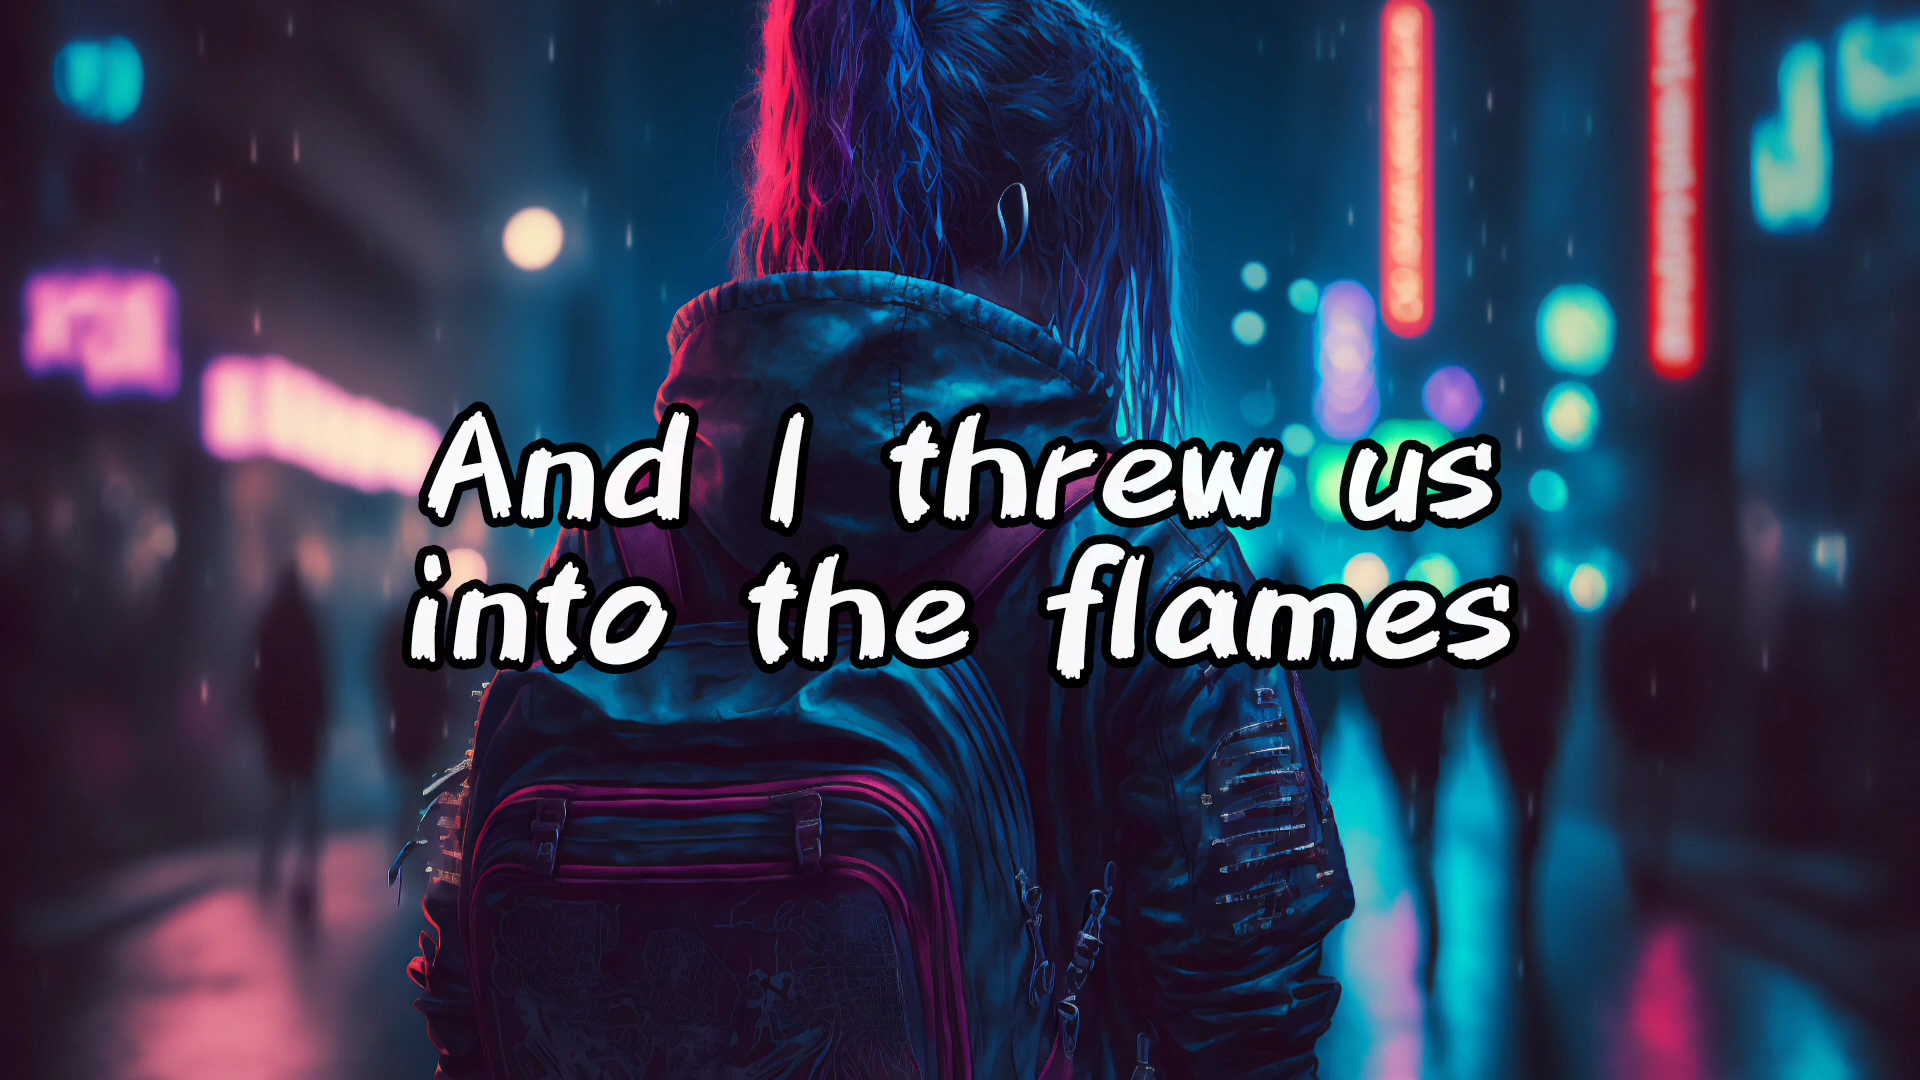 And I threw us
into the flames